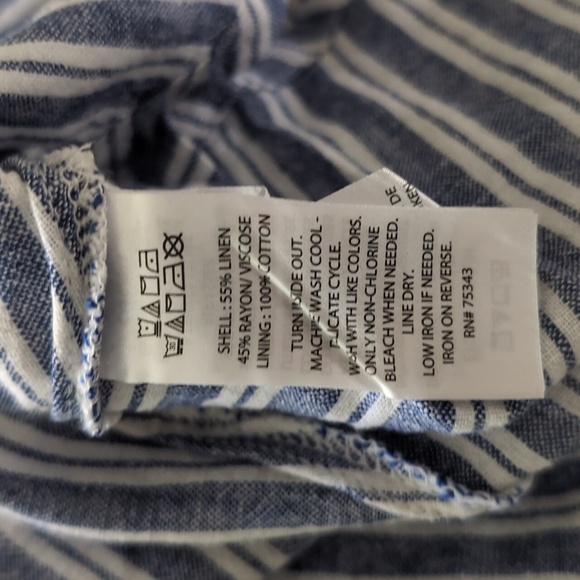 SHELL : 55% LINEN
45% RAYON/ VISCOSE
LINING : 100% COTTON
TURN INSIDE OUT.
MACHINE WASH COOL -
DELICATE CYCLE.
WASH WITH LIKE COLORS.
ONLY NON-CHLORINE
BLEACH WHEN NEEDED.
LINE DRY.
LOW IRON IF NEEDED.
IRON ON REVERSE.
RN# 75343
DE